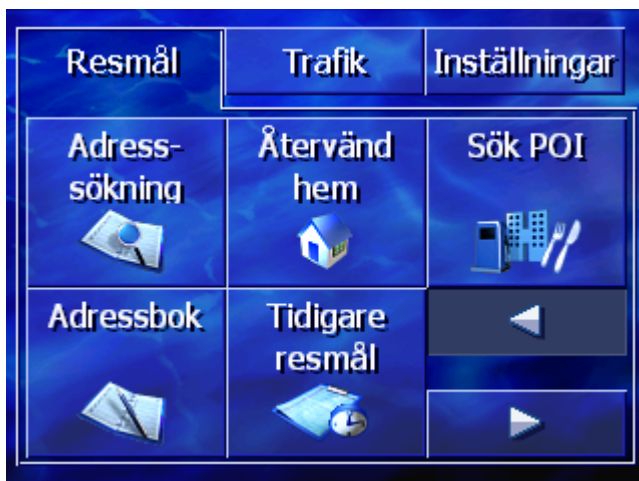 Resmål
Trafik
Inställningar
Adress-
sökning
Återvänd
hem
Sök POI
Adressbok
Tidigare
resmål